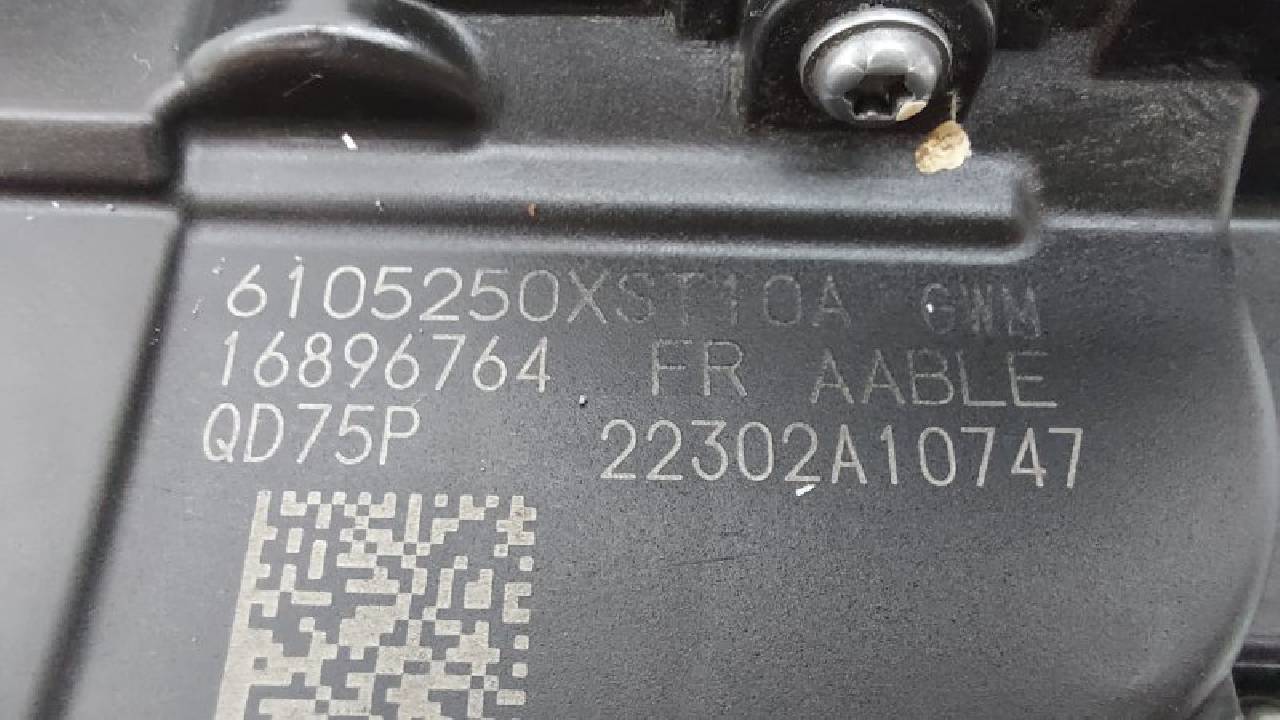 6105250XST10A GWM
16896764 FR AABLE
QD75P 22302A10747